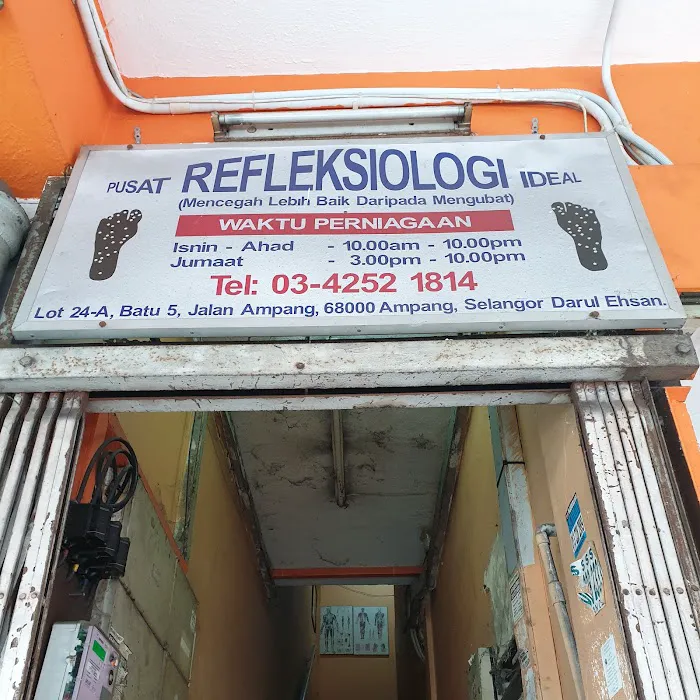 PUSAT REFLEKSIOLOGI IDEAL
(Mencegah Lebih Baik Daripada Mengubat)
WAKTU PERNIAGAAN
Isnin - Ahad - 10.00am - 10.00pm
Jumaat - 3.00pm - 10.00pm
Tel: 03-4252 1814
Lot 24-A, Batu 5, Jalan Ampang, 68000 Ampang, Selangor Darul Ehsan.